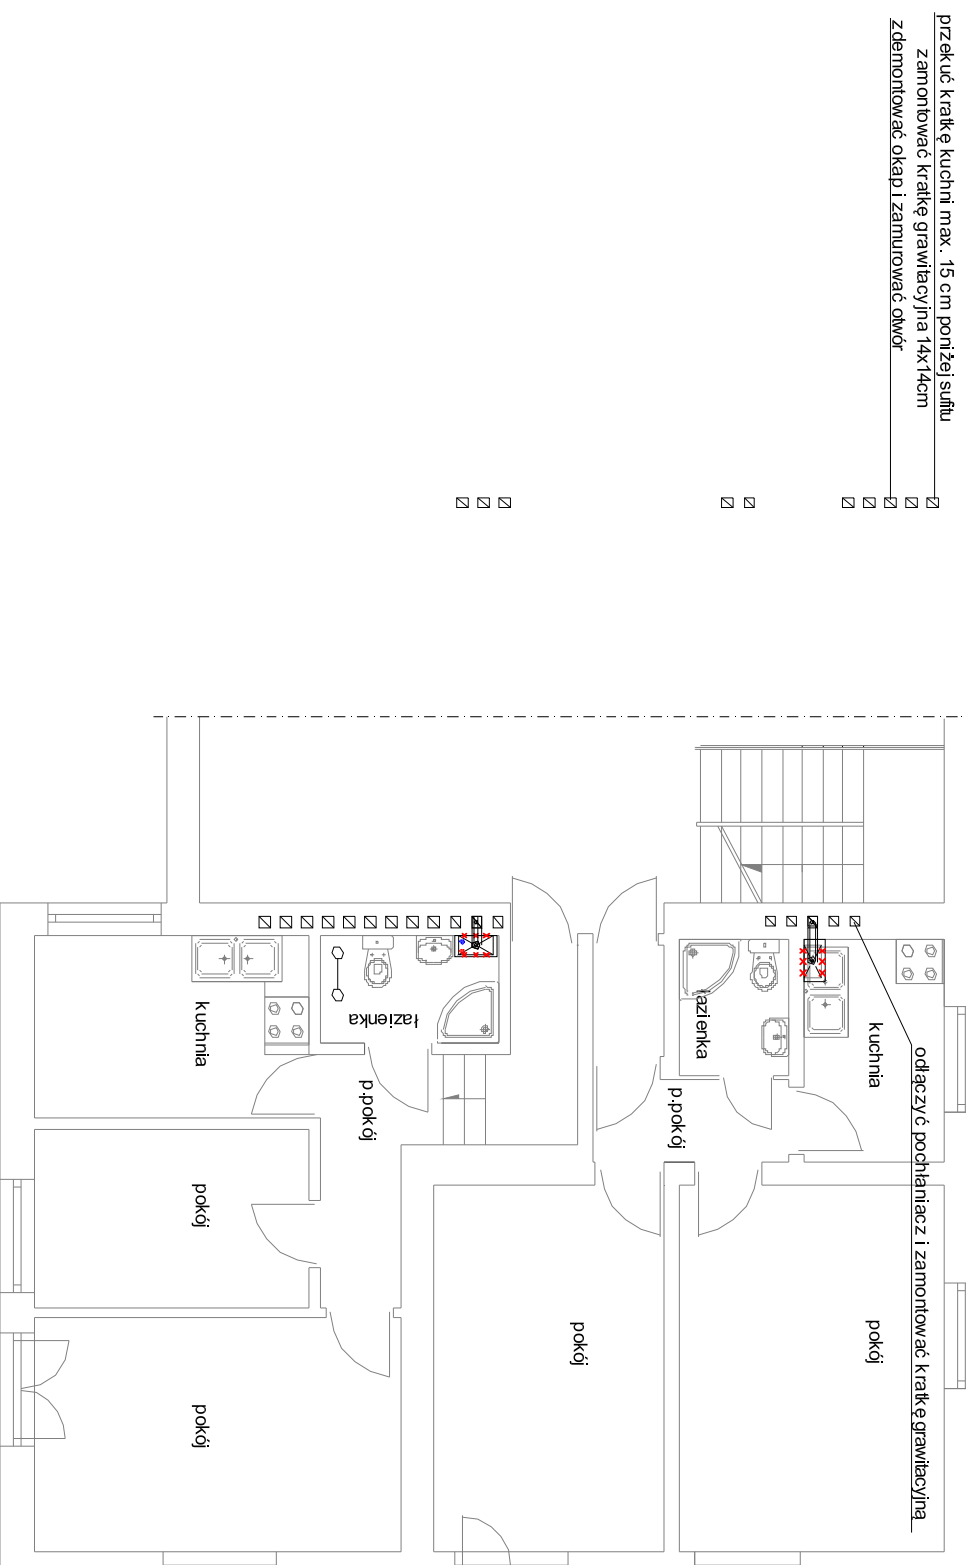 przekuć kratkę kuchni max. 15 cm poniżej sufitu
zamontować kratkę grawitacyjna 14x14cm
zdemontować okap i zamurować otwór
odłączyć pochłaniacz i zamontować kratkę grawitacyjną
kuchnia
łazienka
p.pokój
pokój
pokój
łazienka
p.pokój
kuchnia
pokój
pokój